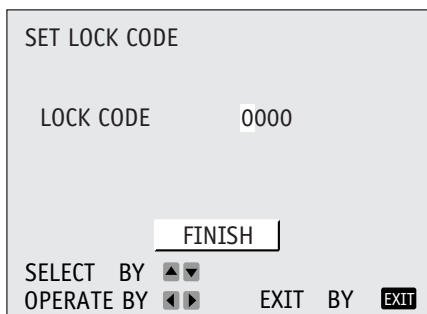 SET LOCK CODE
LOCK CODE 0000
FINISH
SELECT BY ▲▼
OPERATE BY ◀▶ EXIT BY EXIT